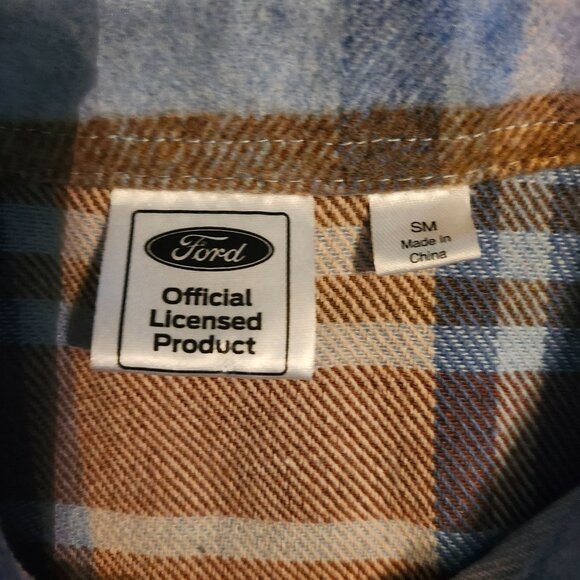 Ford
Official
Licensed
Product
SM
Made in
China